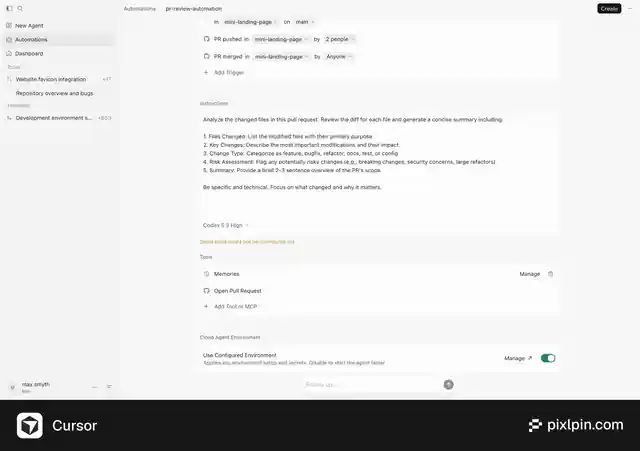 Automations pr-review-automation Create
New Agent
Automations
Dashboard
Website favicon integration
Repository overview and bugs
Development environment s...
in mini-landing-page on main
PR pushed in mini-landing-page by 2 people
PR merged in mini-landing-page by Anyone
Add Trigger
Instructions
Analyze the changed files in this pull request. Review the diff for each file and generate a concise summary including:
1. Files Changed: List the modified files with their primary purpose
2. Key Changes: Describe the most important modifications and their impact
3. Change Type: Categorize as feature, bugfix, refactor, docs, test, or config
4. Risk Assessment: Flag any potentially risky changes (e.g., breaking changes, security concerns, large refactors)
5. Summary: Provide a brief 2-3 sentence overview of the PR's scope
Be specific and technical. Focus on what changed and why it matters.
Codex 5.3 High
Tools
Memories Manage
Open Pull Request
Add Tool or MCP
Cloud Agent Environment
Use Configured Environment
Manage
max smyth
Follow up...
Cursor
pixlpin.com